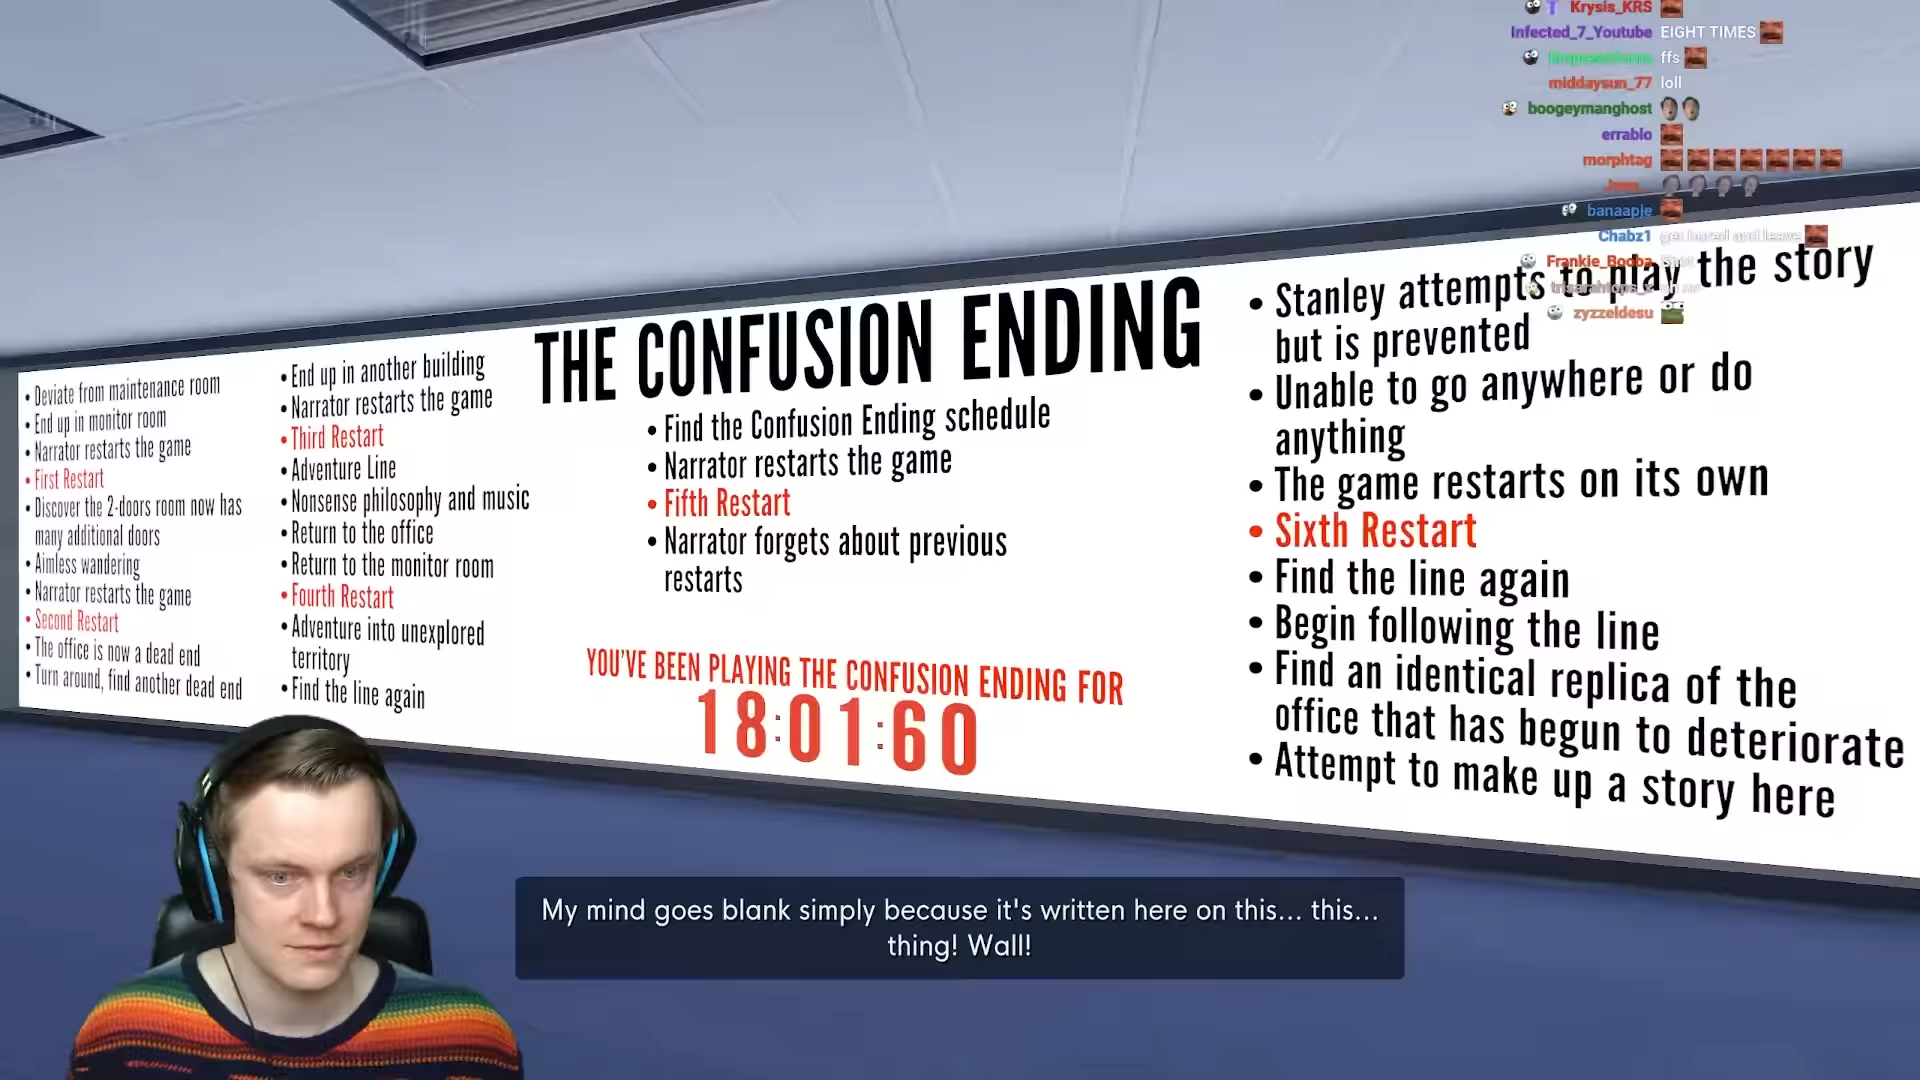 Krysis_KRS
Infected_7_Youtube EIGHT TIMES
ffs
middaysun_77 loll
boogeymanghost
errablo
morphtag
banaapje
Chabz1 get bored and leave
Frankie_Booba
zyzzeldesu
• Deviate from maintenance room
• End up in monitor room
• Narrator restarts the game
• First Restart
• Discover the 2-doors room now has
many additional doors
• Aimless wandering
• Narrator restarts the game
• Second Restart
• The office is now a dead end
• Turn around, find another dead end
• End up in another building
• Narrator restarts the game
• Third Restart
• Adventure Line
• Nonsense philosophy and music
• Return to the office
• Return to the monitor room
• Fourth Restart
• Adventure into unexplored
territory
• Find the line again
THE CONFUSION ENDING
• Find the Confusion Ending schedule
• Narrator restarts the game
• Fifth Restart
• Narrator forgets about previous
restarts
YOU'VE BEEN PLAYING THE CONFUSION ENDING FOR
18:01:60
• Stanley attempts to play the story
but is prevented
• Unable to go anywhere or do
anything
• The game restarts on its own
• Sixth Restart
• Find the line again
• Begin following the line
• Find an identical replica of the
office that has begun to deteriorate
• Attempt to make up a story here
My mind goes blank simply because it's written here on this... this...
thing! Wall!